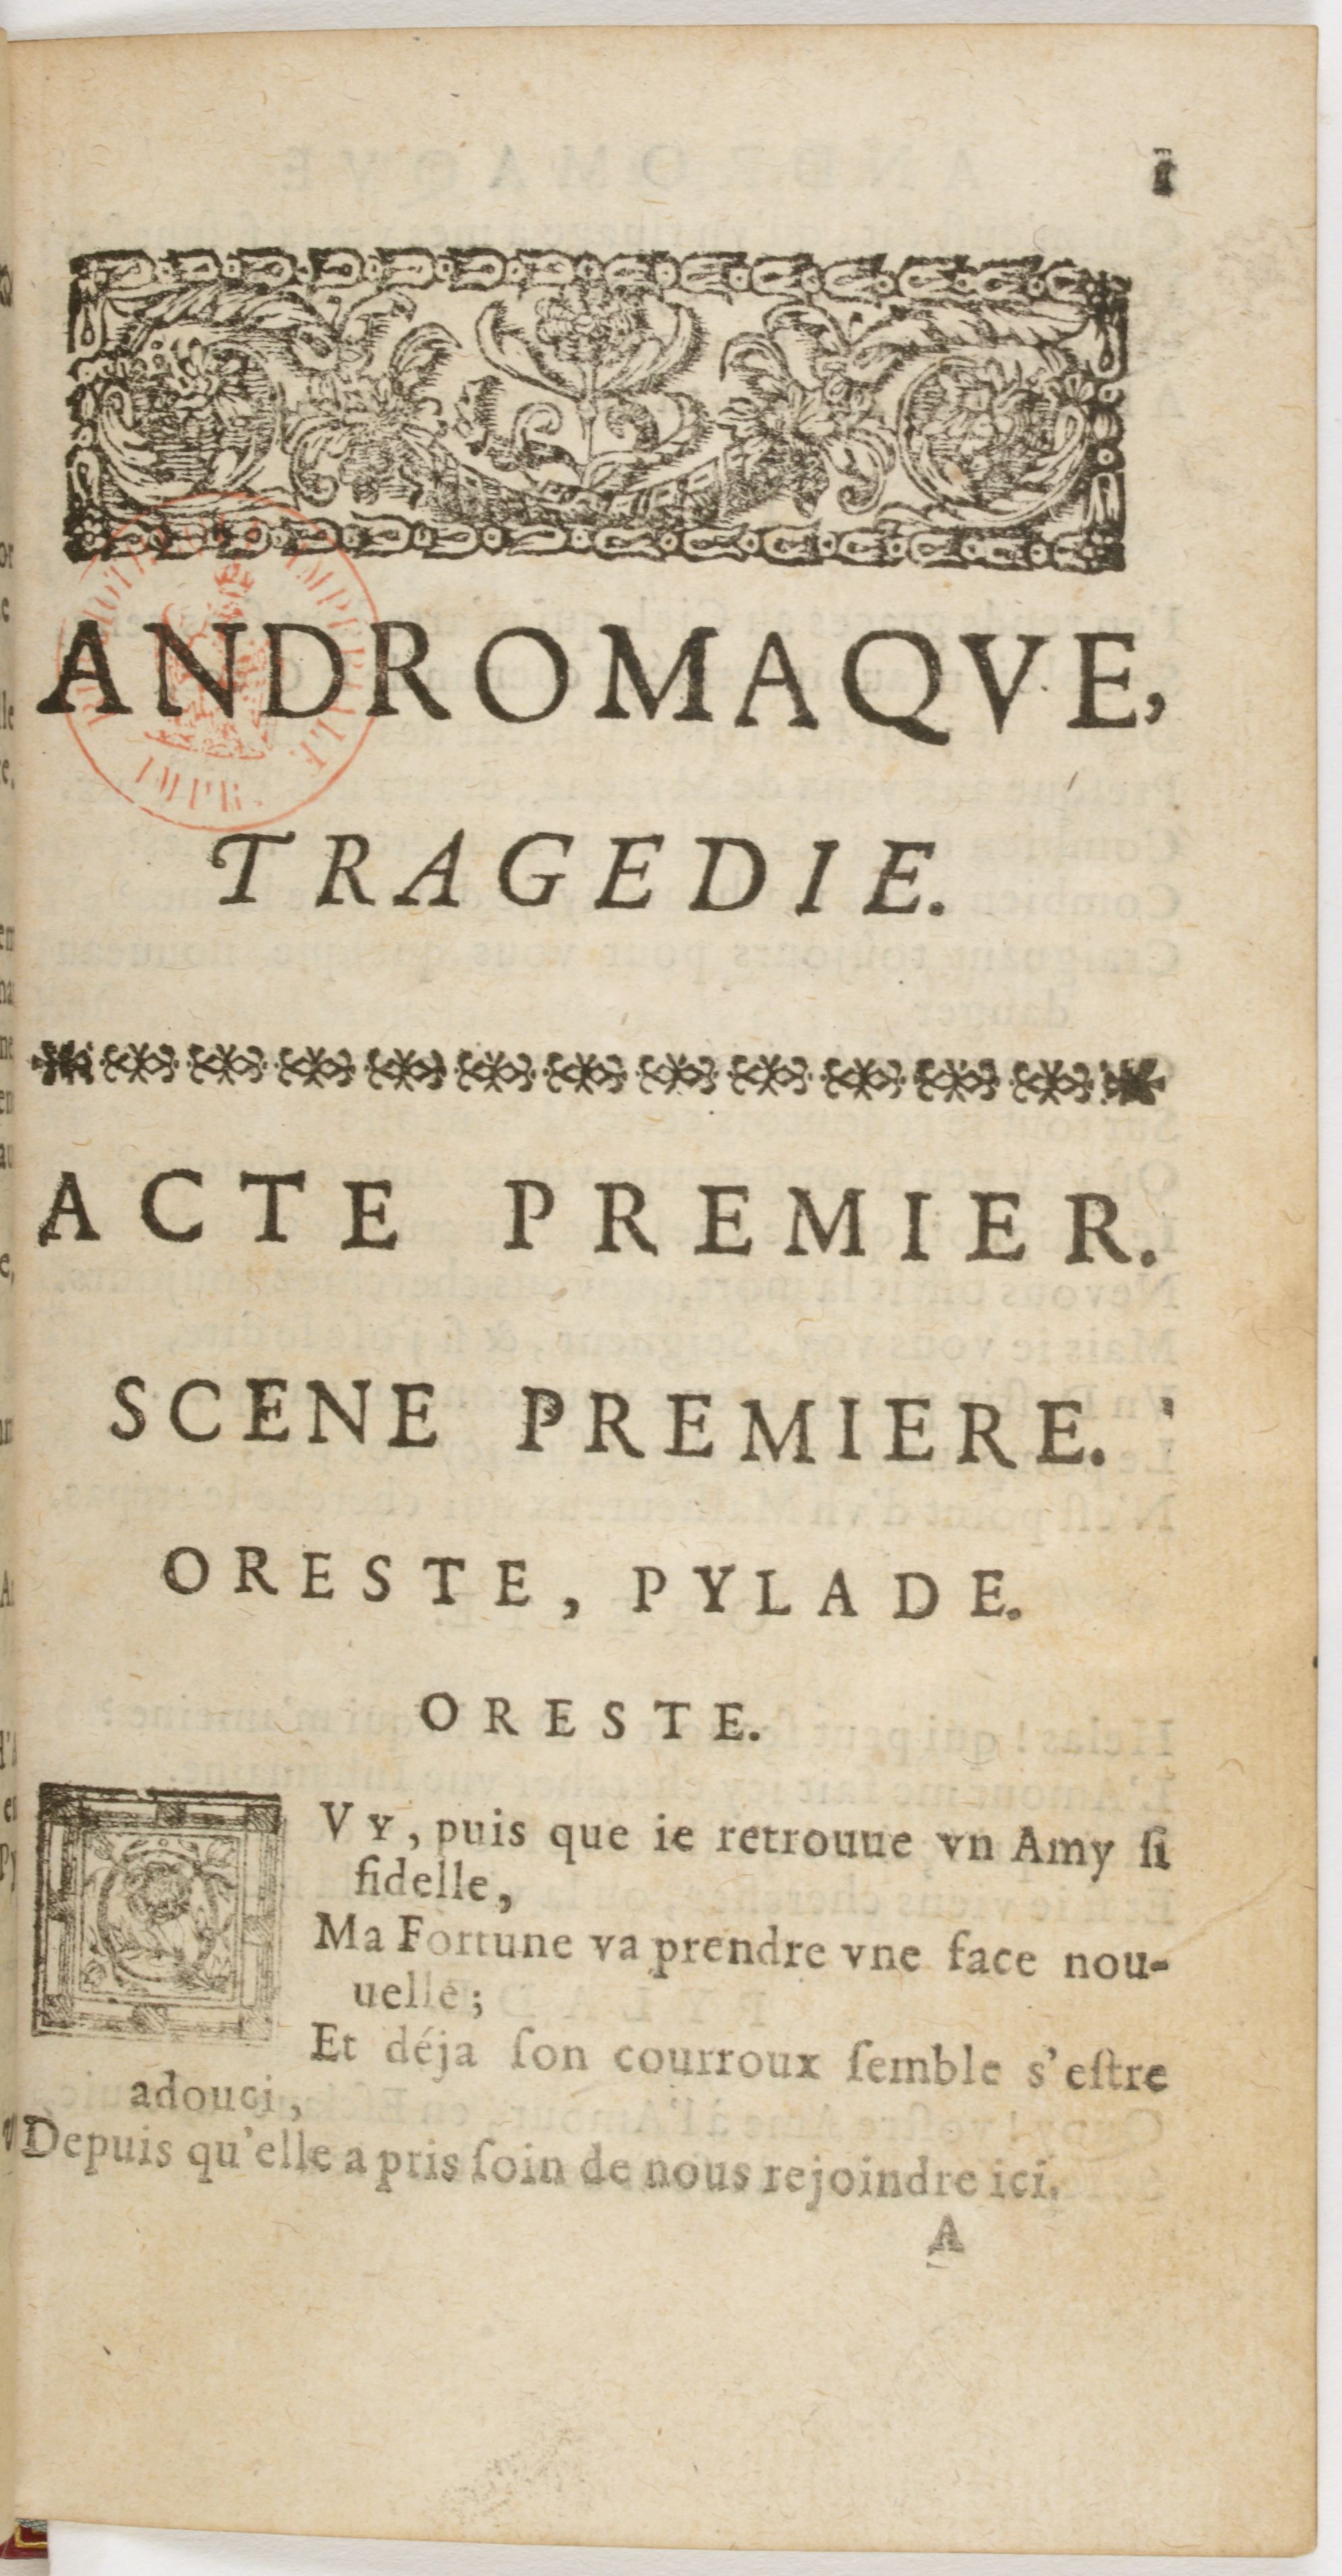 1
ANDROMAQVE,
TRAGEDIE.
ACTE PREMIER.
SCENE PREMIERE.
ORESTE, PYLADE.
ORESTE.
OVY, puis que ie retrouue vn Amy ſi
fidelle,
Ma Fortune va prendre vne face nou-
uelle;
Et déja ſon courroux ſemble s'eſtre
adouci,
Depuis qu'elle a pris ſoin de nous rejoindre ici.
A